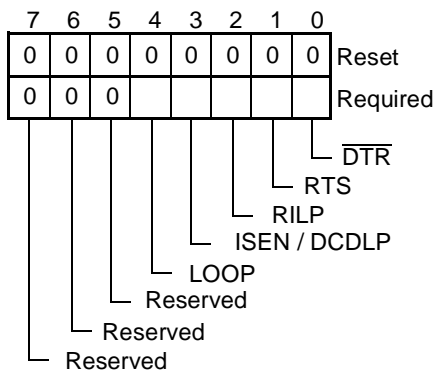 7 6 5 4 3 2 1 0
0 0 0 0 0 0 0 0 Reset
0 0 0 Required
D̅T̅R̅
RTS
RILP
ISEN / DCDLP
LOOP
Reserved
Reserved
Reserved